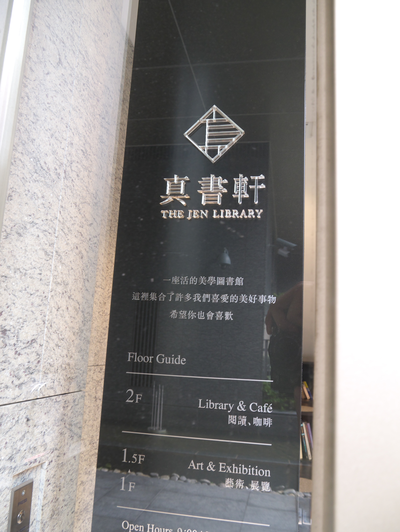 真書軒
THE JEN LIBRARY
一座活的美學圖書館
這裡集合了許多我們喜愛的美好事物
希望你也會喜歡
Floor Guide
2F Library & Café
閱讀、咖啡
1.5F Art & Exhibition
1F 藝術、展覽
Open Hours